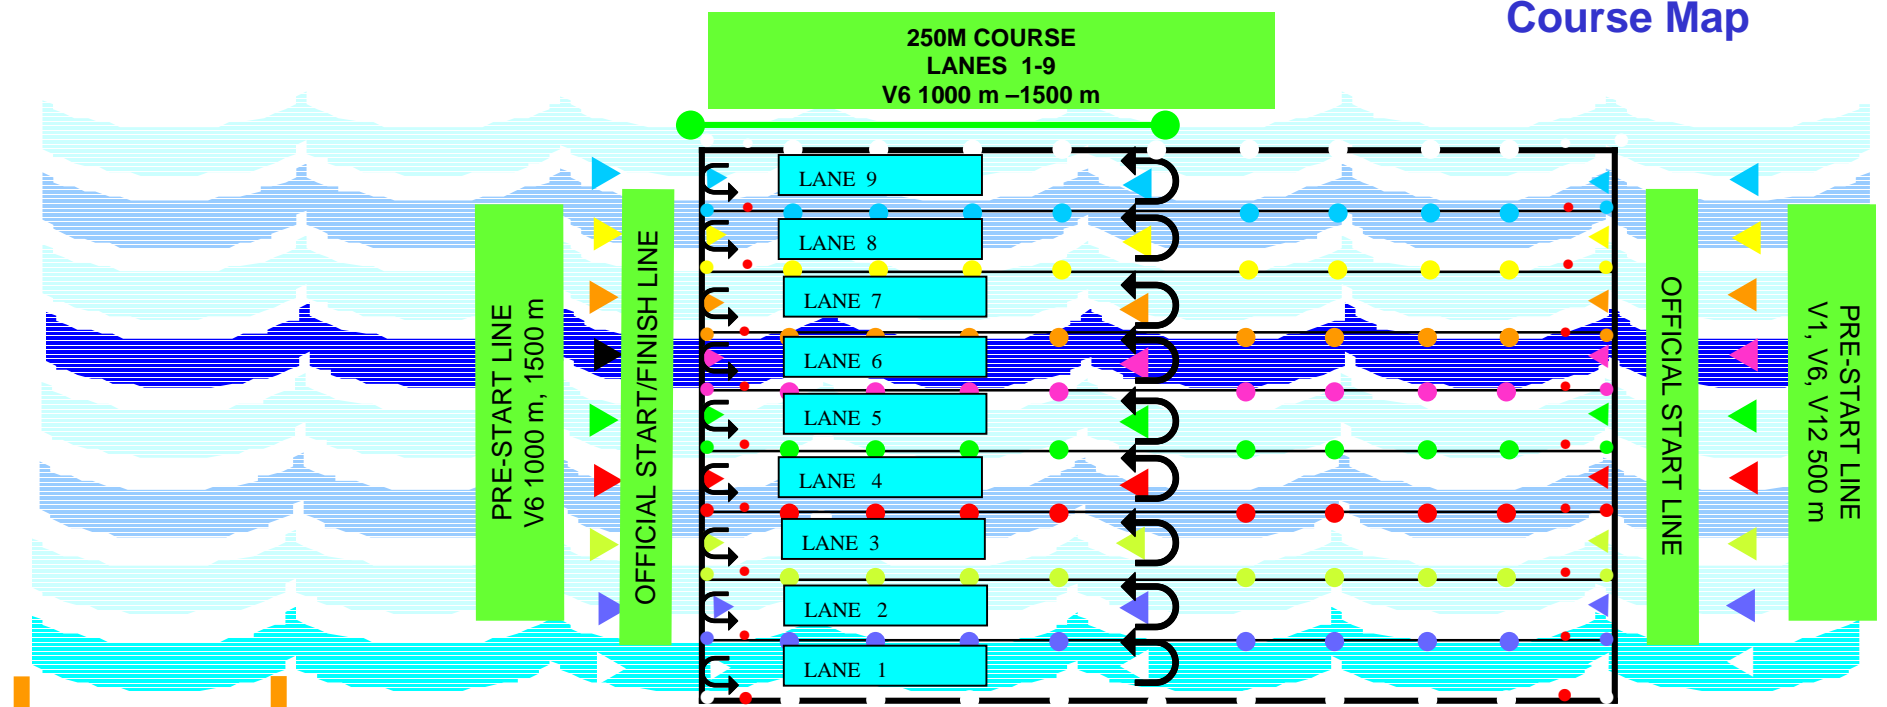 Course Map
250M COURSE
LANES 1-9
V6 1000 m –1500 m
PRE-START LINE
V6 1000 m, 1500 m
OFFICIAL START/FINISH LINE
LANE 9
LANE 8
LANE 7
LANE 6
LANE 5
LANE 4
LANE 3
LANE 2
LANE 1
OFFICIAL START LINE
PRE-START LINE
V1, V6, V12 500 m